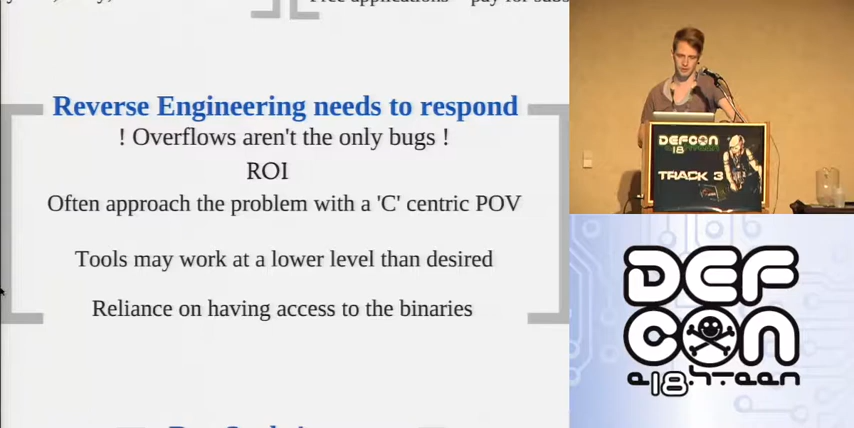 Free applications pay for subs
Reverse Engineering needs to respond
! Overflows aren't the only bugs !
ROI
Often approach the problem with a 'C' centric POV
Tools may work at a lower level than desired
Reliance on having access to the binaries
DEFCON
18
TRACK 3
DEF
CON
e18h-teen